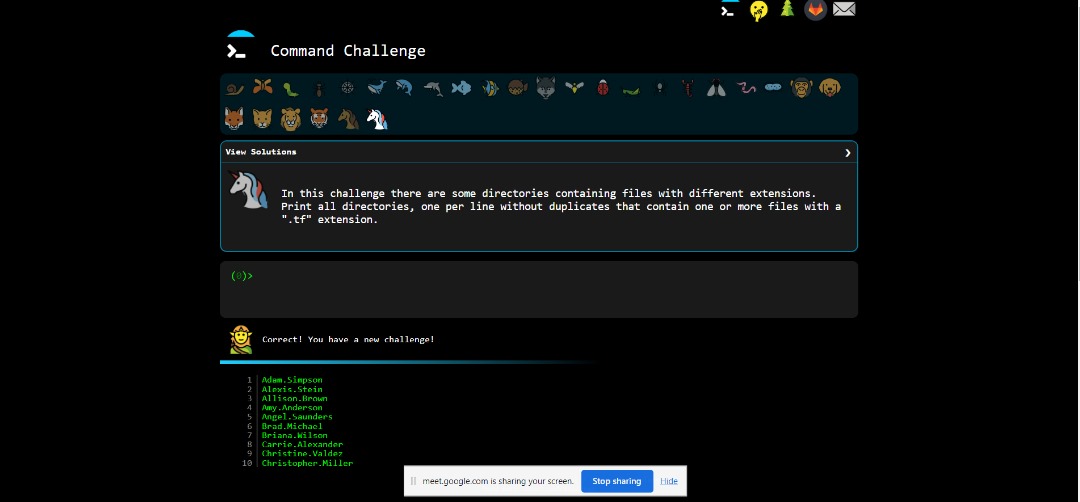 Command Challenge
View Solutions
In this challenge there are some directories containing files with different extensions.
Print all directories, one per line without duplicates that contain one or more files with a
".tf" extension.
(0)>
Correct! You have a new challenge!
1 Adam.Simpson
2 Alexis.Stein
3 Allison.Brown
4 Amy.Anderson
5 Angel.Saunders
6 Brad.Michael
7 Briana.Wilson
8 Carrie.Alexander
9 Christine.Valdez
10 Christopher.Miller
meet.google.com is sharing your screen. Stop sharing Hide